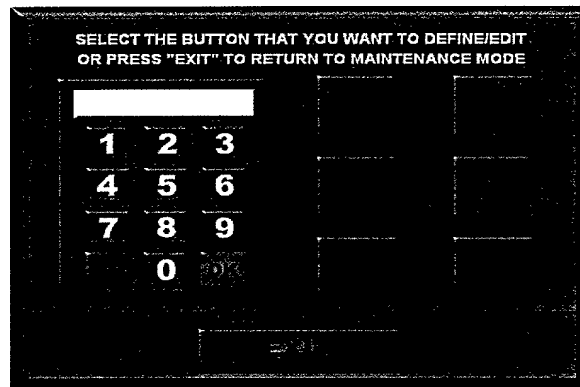 SELECT THE BUTTON THAT YOU WANT TO DEFINE/EDIT
OR PRESS "EXIT" TO RETURN TO MAINTENANCE MODE
1 2 3
4 5 6
7 8 9
0 OK